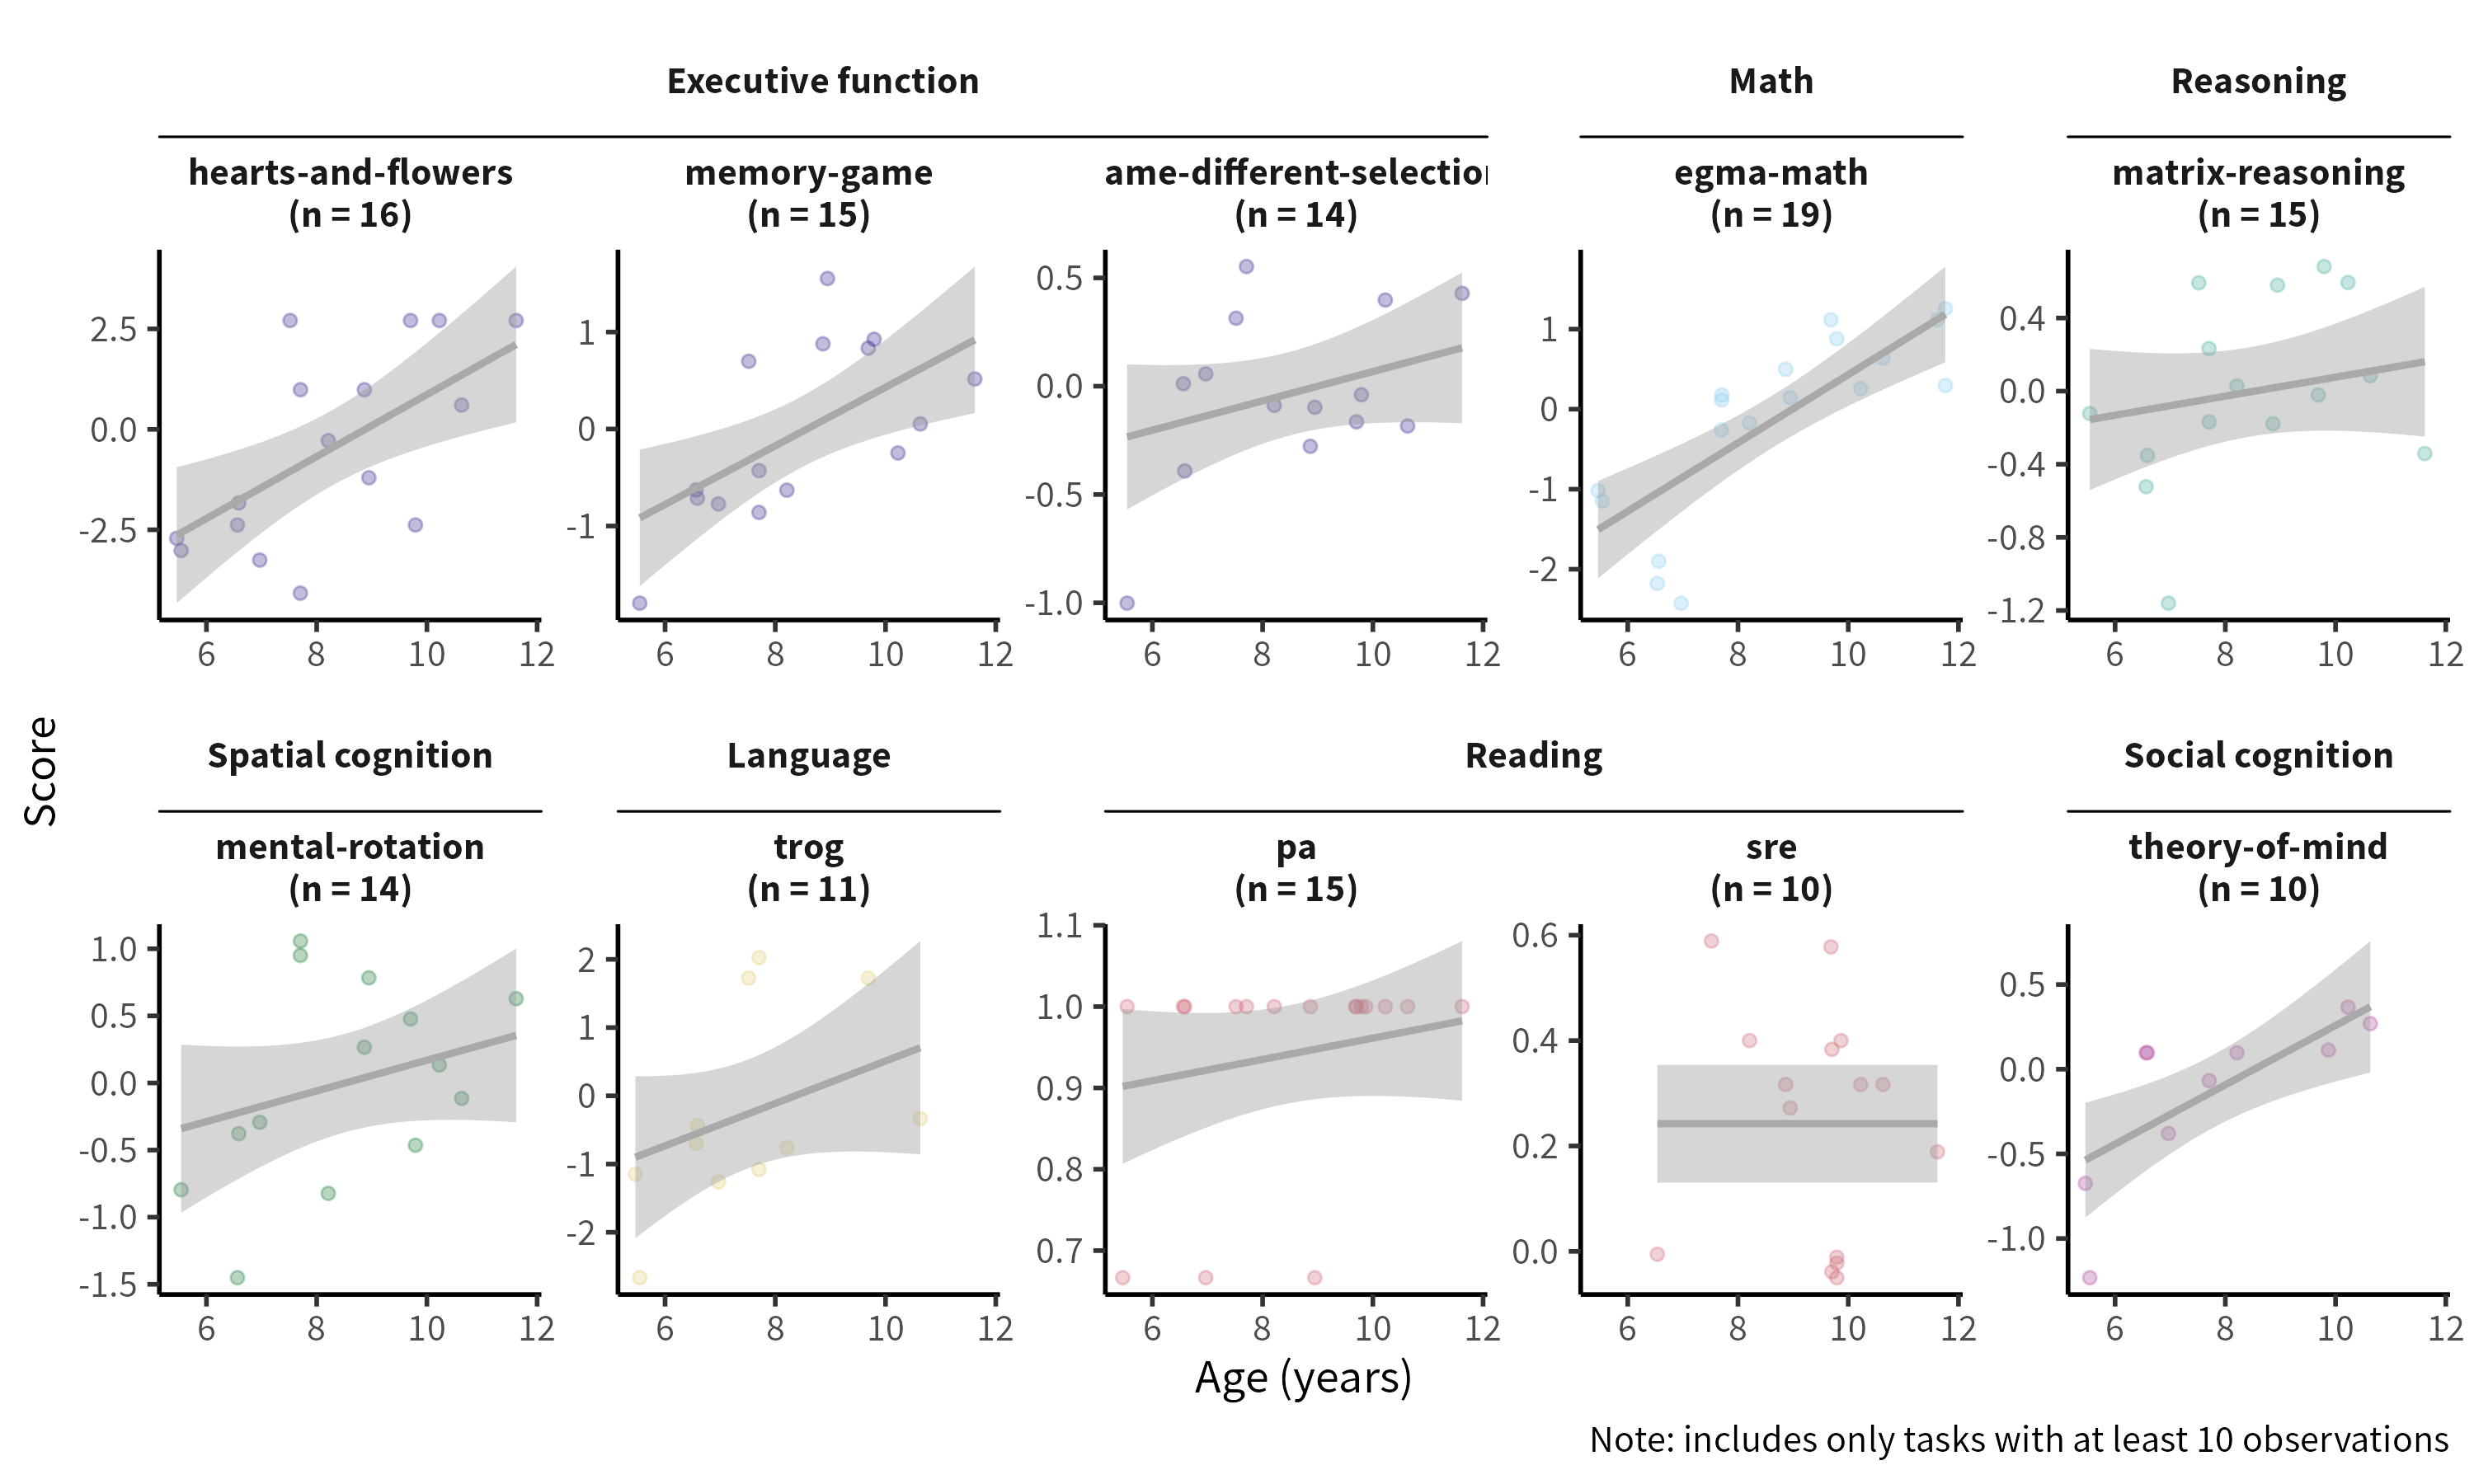 Executive function
Math
Reasoning
hearts-and-flowers
(n = 16)
memory-game
(n = 15)
ame-different-selection
(n = 14)
egma-math
(n = 19)
matrix-reasoning
(n = 15)
2.5
0.0
-2.5
6 8 10 12
1
0
-1
6 8 10 12
0.5
0.0
-0.5
-1.0
6 8 10 12
1
0
-1
-2
6 8 10 12
0.4
0.0
-0.4
-0.8
-1.2
6 8 10 12
Score
Spatial cognition
Language
Reading
Social cognition
mental-rotation
(n = 14)
trog
(n = 11)
pa
(n = 15)
sre
(n = 10)
theory-of-mind
(n = 10)
1.0
0.5
0.0
-0.5
-1.0
-1.5
6 8 10 12
2
1
0
-1
-2
6 8 10 12
1.1
1.0
0.9
0.8
0.7
6 8 10 12
0.6
0.4
0.2
0.0
6 8 10 12
0.5
0.0
-0.5
-1.0
6 8 10 12
Age (years)
Note: includes only tasks with at least 10 observations